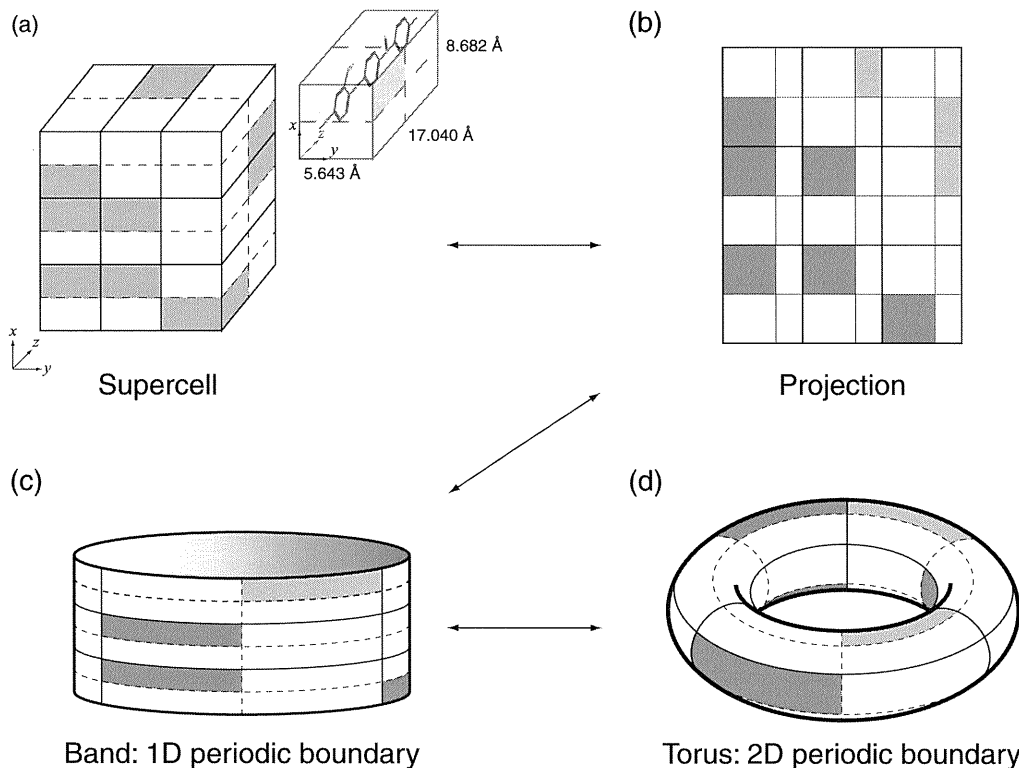 (a)
8.682 Å
17.040 Å
5.643 Å
x
z
y
x
z
y
Supercell
(b)
Projection
(c)
Band: 1D periodic boundary
(d)
Torus: 2D periodic boundary